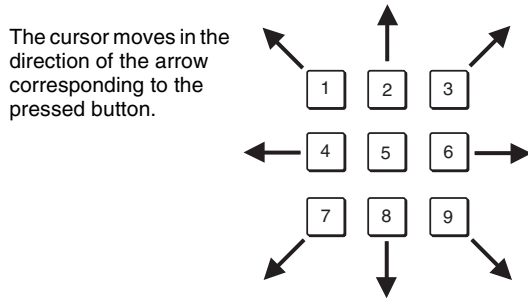 The cursor moves in the
direction of the arrow
corresponding to the
pressed button.
1 2 3
4 5 6
7 8 9